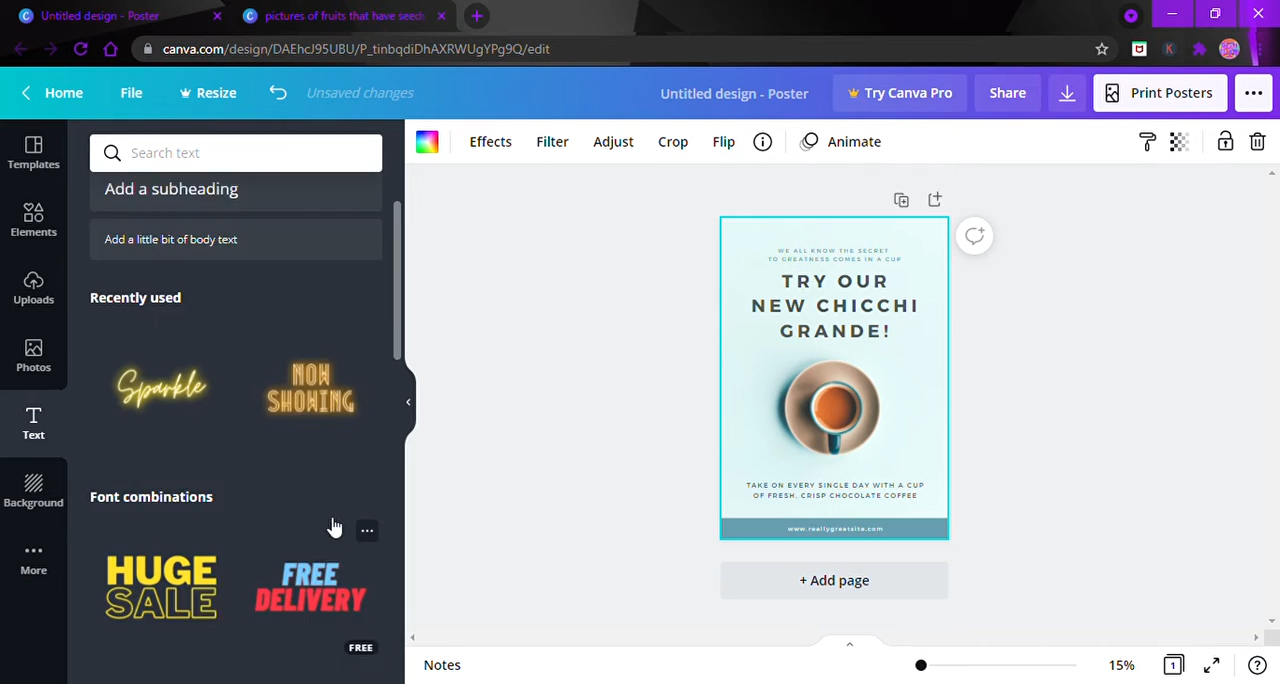 Untitled design - Poster
pictures of fruits that have seed
canva.com/design/DAEhcJ95UBU/P_tinbqdiDhAXRWUgYPg9Q/edit
Home
File
Resize
Unsaved changes
Untitled design - Poster
Try Canva Pro
Share
Print Posters
Templates
Elements
Uploads
Photos
Text
Background
More
Search text
Add a subheading
Add a little bit of body text
Recently used
Sparkle
NOW
SHOWING
Font combinations
HUGE
SALE
FREE
DELIVERY
FREE
Effects
Filter
Adjust
Crop
Flip
Animate
WE ALL KNOW THE SECRET
TO GREATNESS COMES IN A CUP
TRY OUR
NEW CHICCHI
GRANDE!
TAKE ON EVERY SINGLE DAY WITH A CUP
OF FRESH, CRISP CHOCOLATE COFFEE
www.reallygreatsite.com
+ Add page
Notes
15%
1